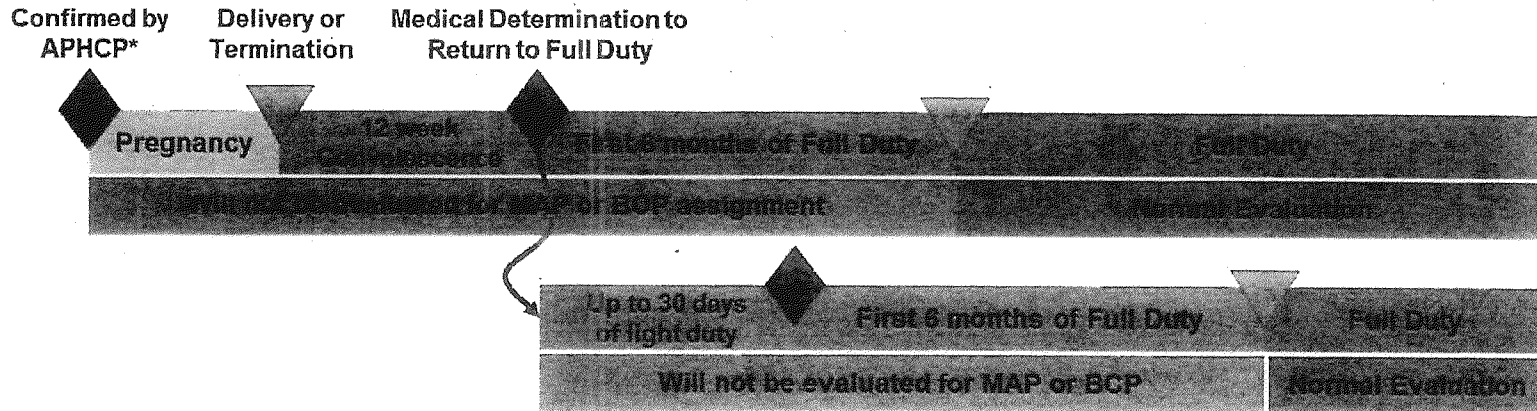 Confirmed by
APHCP*
Delivery or
Termination
Medical Determination to
Return to Full Duty
Pregnancy
12 week
Convalescence
First 6 months of Full Duty
Full Duty
Will not be evaluated for MAP or BCP assignment
Normal Evaluation
Up to 30 days
of light duty
First 6 months of Full Duty
Full Duty
Will not be evaluated for MAP or BCP
Normal Evaluation